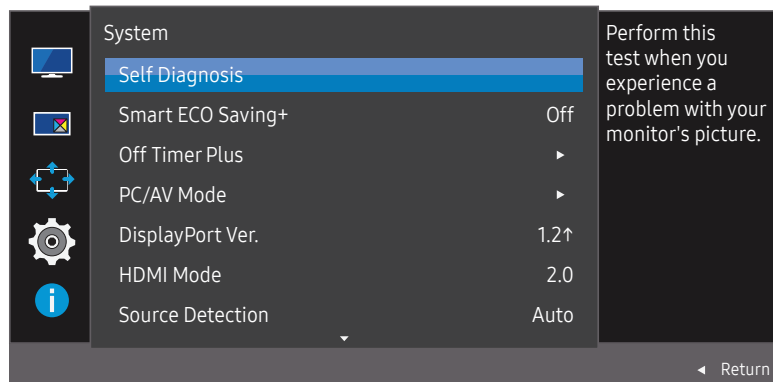 System
Self Diagnosis
Smart ECO Saving+ Off
Off Timer Plus ►
PC/AV Mode ►
DisplayPort Ver. 1.2↑
HDMI Mode 2.0
Source Detection Auto
Perform this
test when you
experience a
problem with your
monitor's picture.
◄ Return